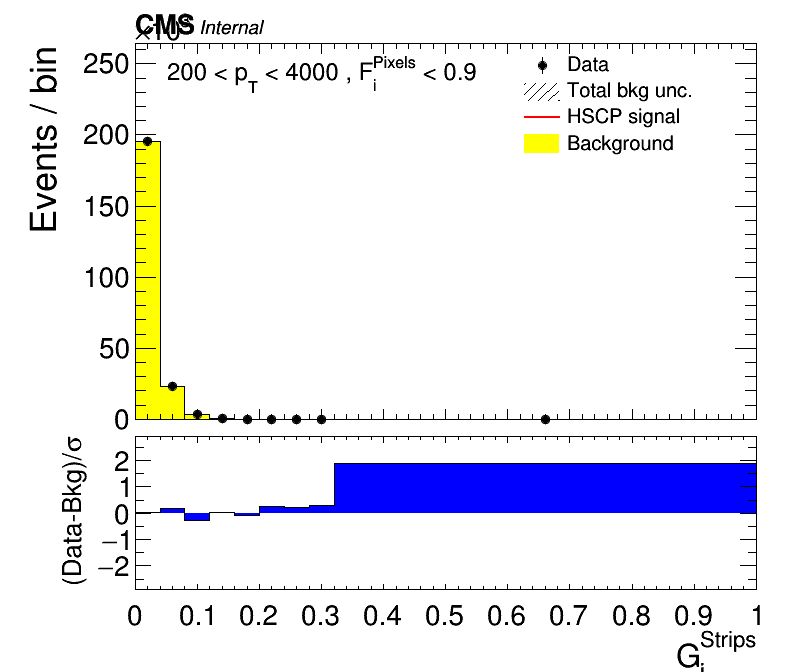 CMS Internal
×10³
Events / bin
250
200
150
100
50
0
200 < p_T < 4000 , F_i^Pixels < 0.9
Data
Total bkg unc.
HSCP signal
Background
(Data-Bkg)/σ
2
1
0
−1
−2
0 0.1 0.2 0.3 0.4 0.5 0.6 0.7 0.8 0.9 1
G_i^Strips